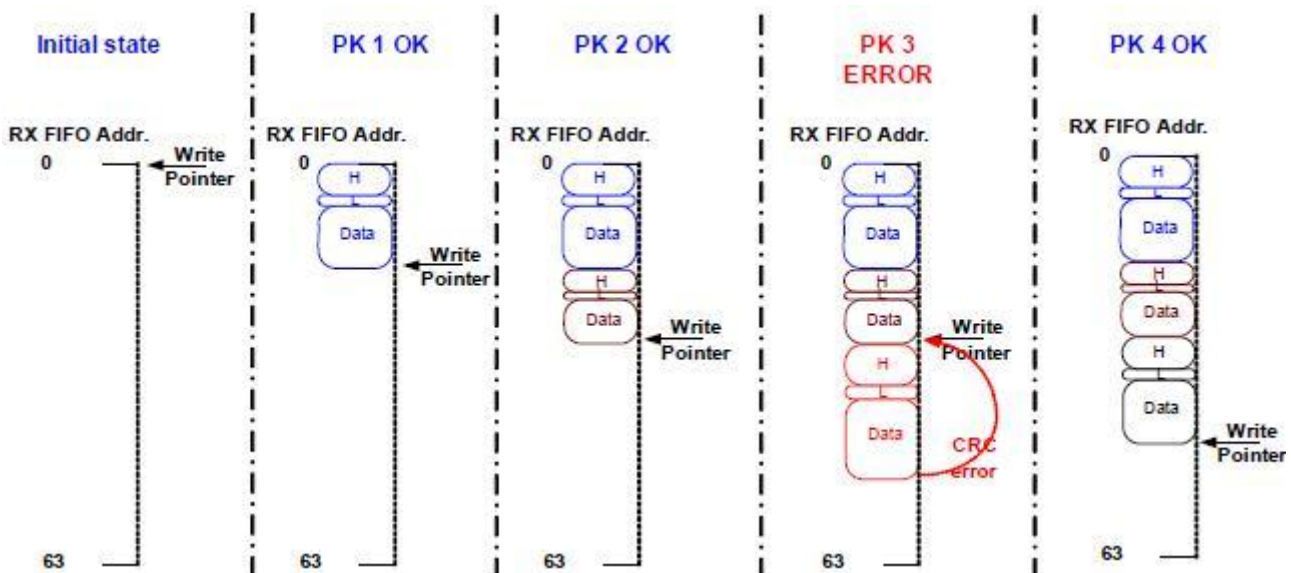 Initial state
RX FIFO Addr.
0
Write
Pointer
63
PK 1 OK
RX FIFO Addr.
0
H
L
Data
Write
Pointer
63
PK 2 OK
RX FIFO Addr.
0
H
L
Data
H
L
Data
Write
Pointer
63
PK 3
ERROR
RX FIFO Addr.
0
H
L
Data
H
L
Data
Write
Pointer
H
L
Data
CRC
error
63
PK 4 OK
RX FIFO Addr.
0
H
L
Data
H
L
Data
H
L
Data
Write
Pointer
63